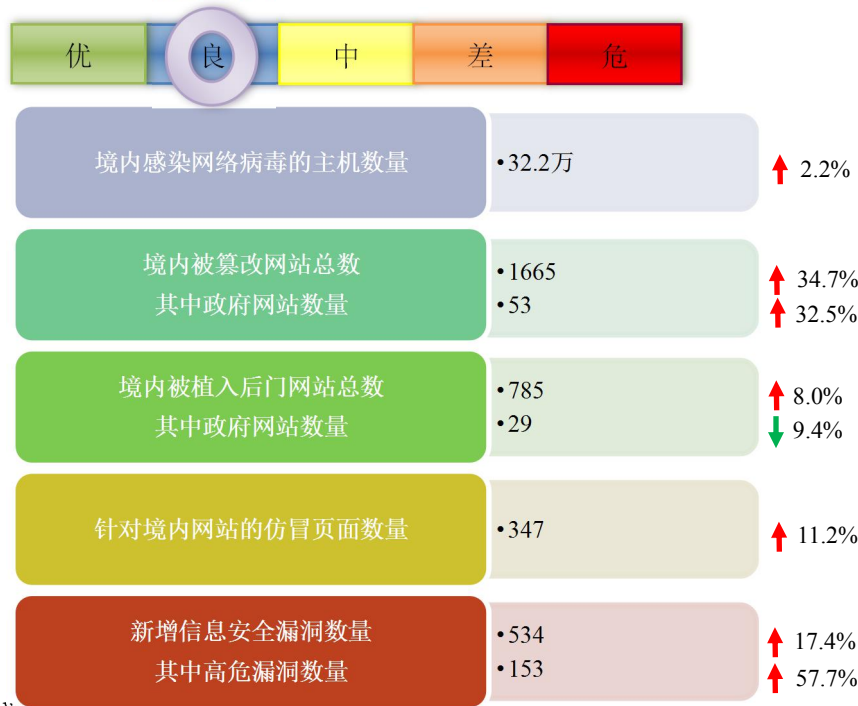 优 良 中 差 危
境内感染网络病毒的主机数量 •32.2万 2.2%
境内被篡改网站总数 •1665 34.7%
其中政府网站数量 •53 32.5%
境内被植入后门网站总数 •785 8.0%
其中政府网站数量 •29 9.4%
针对境内网站的仿冒页面数量 •347 11.2%
新增信息安全漏洞数量 •534 17.4%
其中高危漏洞数量 •153 57.7%